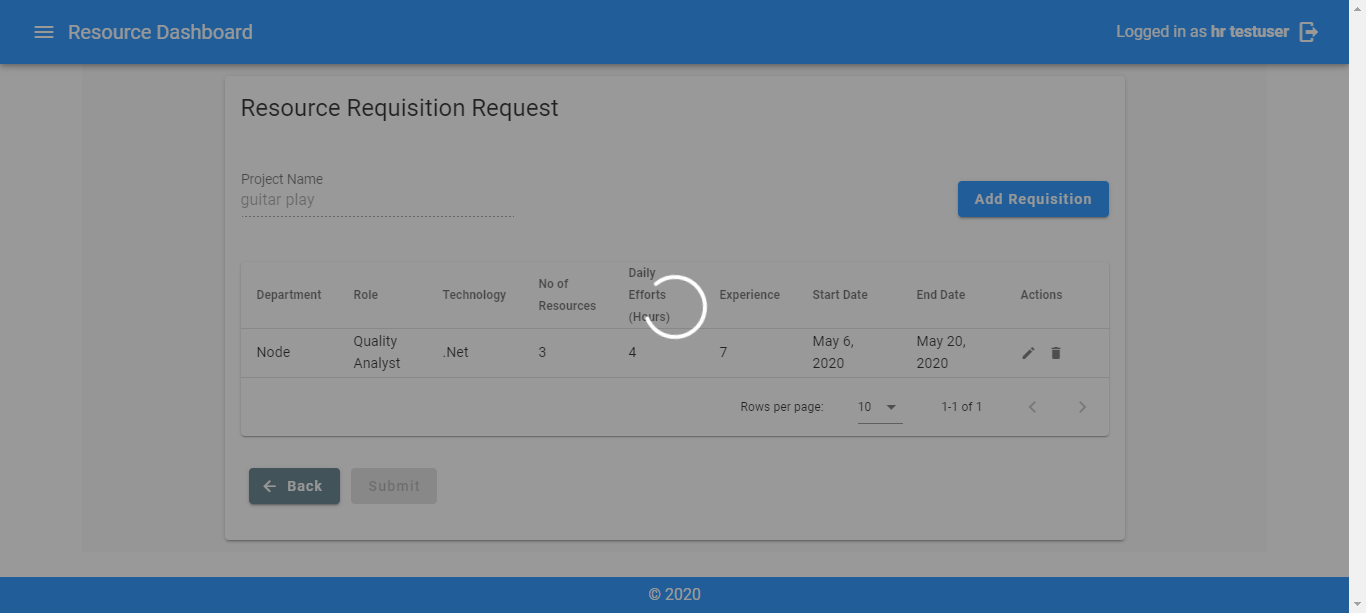 Resource Dashboard
Logged in as hr testuser
Resource Requisition Request
Project Name
guitar play
Add Requisition
Department Role Technology No of Resources Daily Efforts (Hours) Experience Start Date End Date Actions
Node Quality Analyst .Net 3 4 7 May 6, 2020 May 20, 2020
Rows per page: 10 1-1 of 1
Back Submit
© 2020